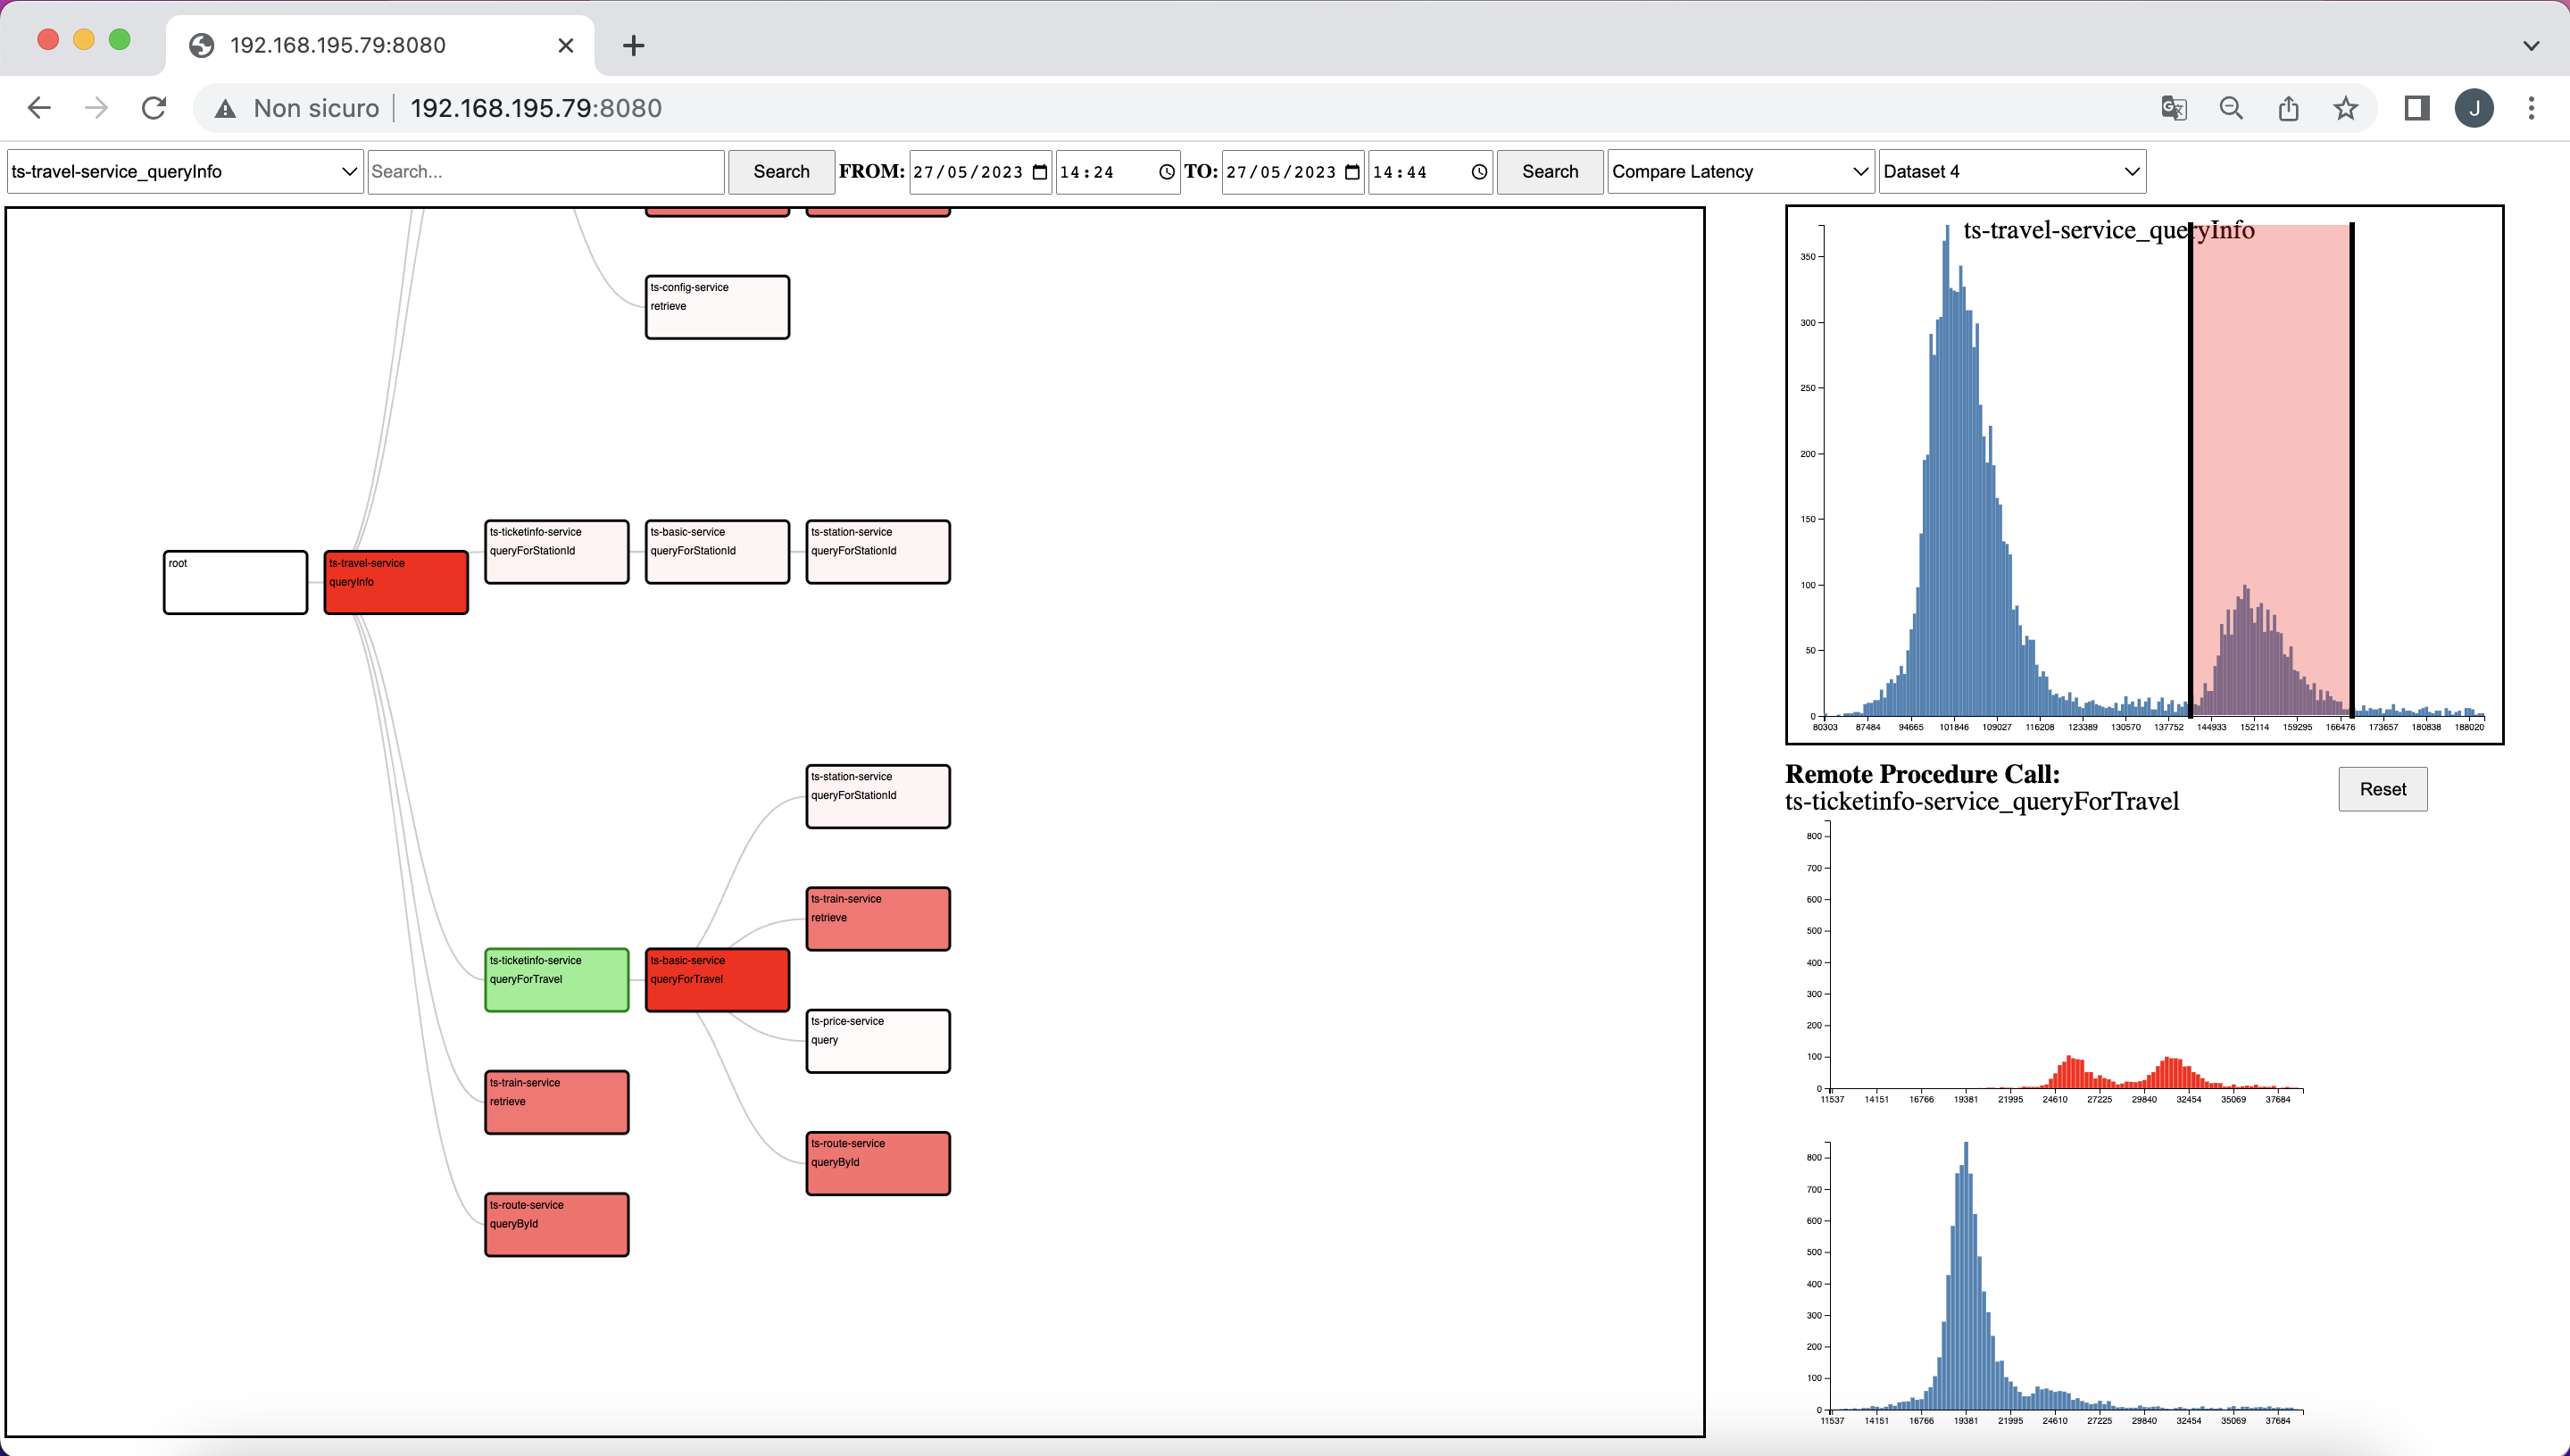 192.168.195.79:8080
Non sicuro 192.168.195.79:8080
J
ts-travel-service_queryInfo Search... Search FROM: 27/05/2023 14:24 TO: 27/05/2023 14:44 Search Compare Latency Dataset 4
ts-config-service
retrieve
root
ts-travel-service
queryInfo
ts-ticketinfo-service
queryForStationId
ts-basic-service
queryForStationId
ts-station-service
queryForStationId
ts-station-service
queryForStationId
ts-train-service
retrieve
ts-ticketinfo-service
queryForTravel
ts-basic-service
queryForTravel
ts-price-service
query
ts-train-service
retrieve
ts-route-service
queryById
ts-route-service
queryById
ts-travel-service_queryInfo
350
300
250
200
150
100
50
0
80303 87484 94665 101846 109027 116208 123389 130570 137752 144933 152114 159295 166476 173657 180838 188020
Remote Procedure Call:
ts-ticketinfo-service_queryForTravel
Reset
800
700
600
500
400
300
200
100
0
11537 14151 16766 19381 21995 24610 27225 29840 32454 35069 37684
800
700
600
500
400
300
200
100
0
11537 14151 16766 19381 21995 24610 27225 29840 32454 35069 37684